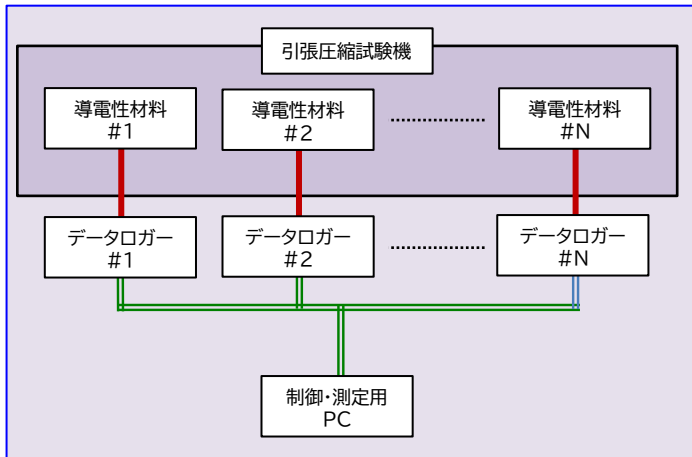 引張圧縮試験機
導電性材料
#1
導電性材料
#2
導電性材料
#N
データロガー
#1
データロガー
#2
データロガー
#N
制御・測定用
PC